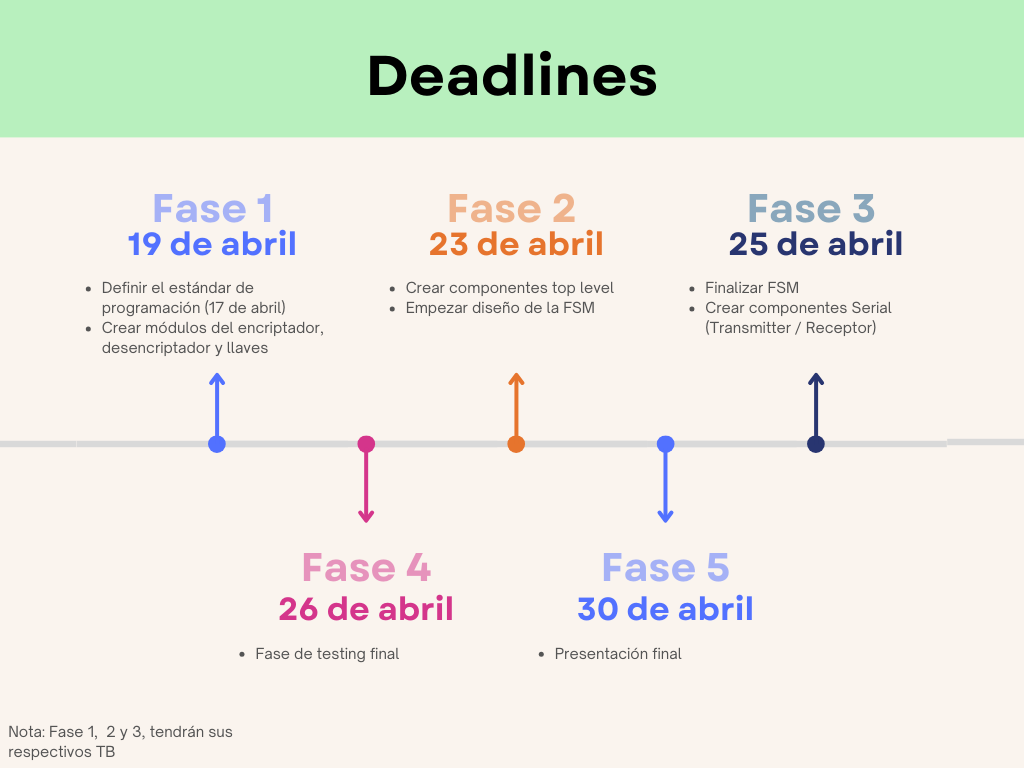 Deadlines
Fase 1
19 de abril
• Definir el estándar de
programación (17 de abril)
• Crear módulos del encriptador,
desencriptador y llaves
Fase 2
23 de abril
• Crear componentes top level
• Empezar diseño de la FSM
Fase 3
25 de abril
• Finalizar FSM
• Crear componentes Serial
(Transmitter / Receptor)
Fase 4
26 de abril
• Fase de testing final
Fase 5
30 de abril
• Presentación final
Nota: Fase 1,  2 y 3, tendrán sus
respectivos TB